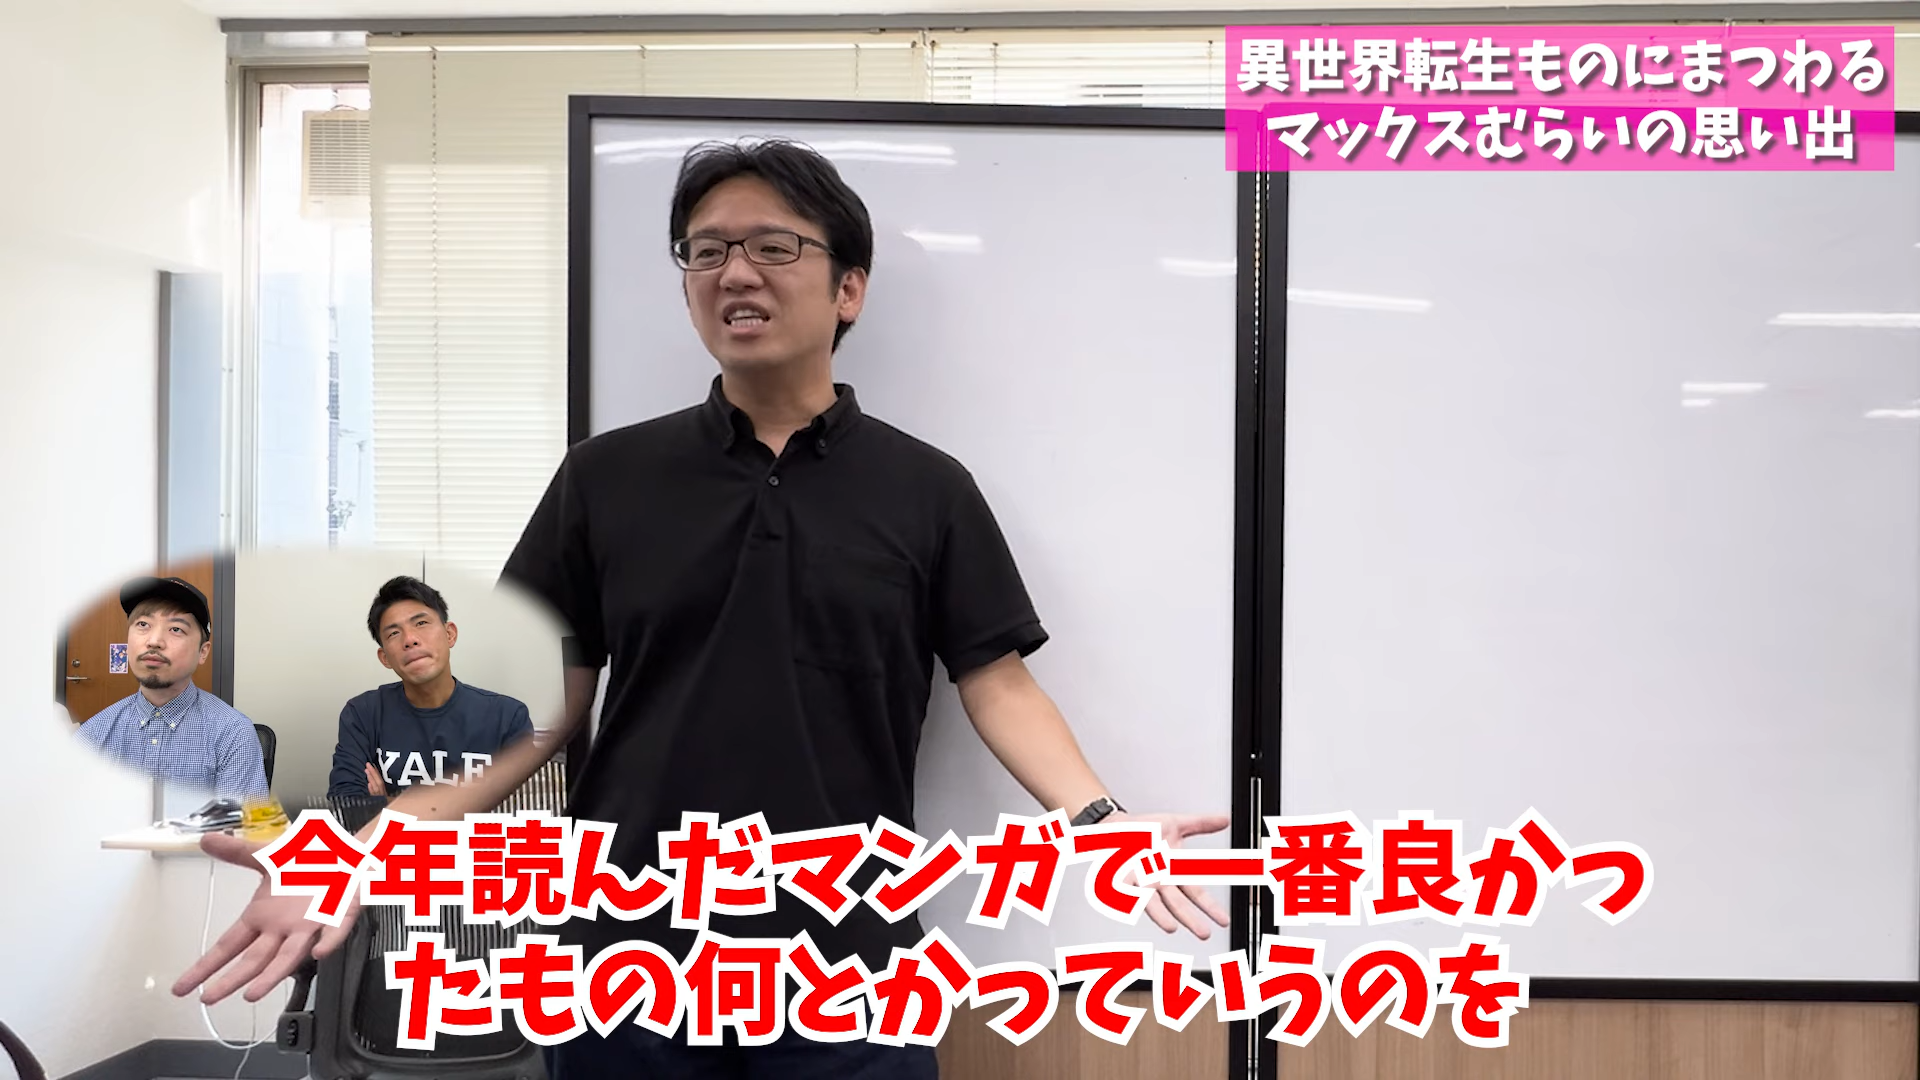 異世界転生ものにまつわる
マックスむらいの思い出
YALE
今年読んだマンガで一番良かっ
たもの何とかっていうのを